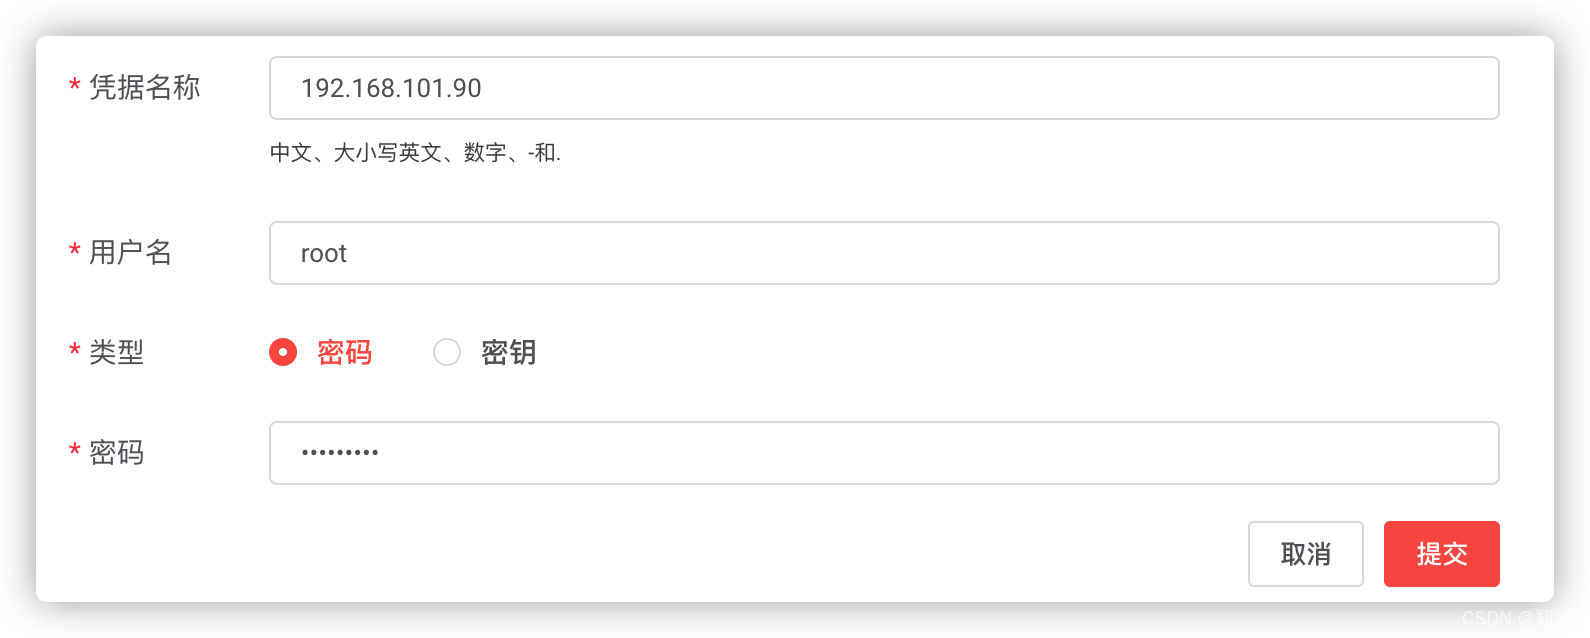 * 凭据名称
192.168.101.90
中文、大小写英文、数字、-和.
* 用户名
root
* 类型
密码 密钥
* 密码
•••••••••
取消 提交
CSDN @郑